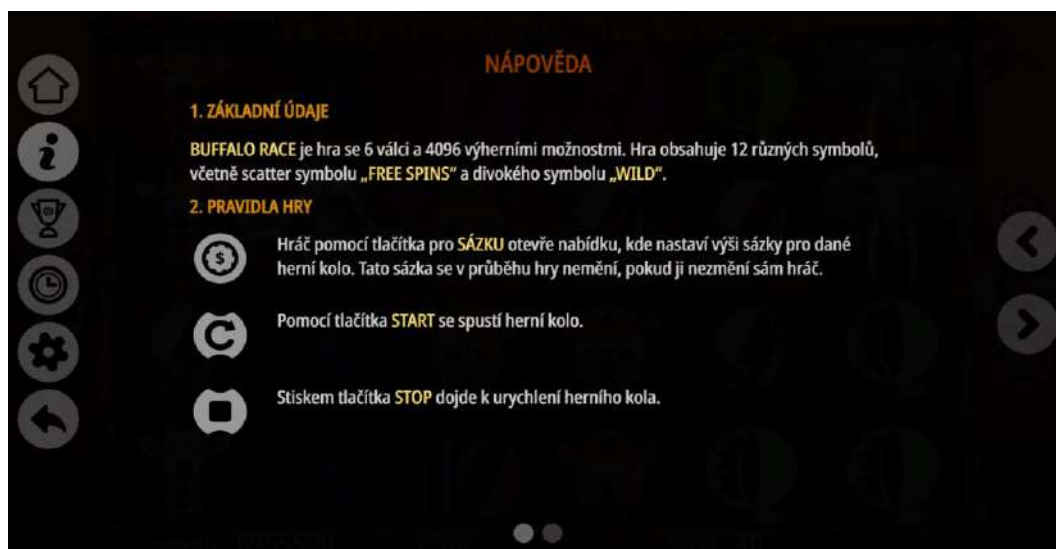 NÁPOVĚDA
1. ZÁKLADNÍ ÚDAJE
BUFFALO RACE je hra se 6 válci a 4096 výherními možnostmi. Hra obsahuje 12 různých symbolů,
včetně scatter symbolu „FREE SPINS“ a divokého symbolu „WILD“.
2. PRAVIDLA HRY
Hráč pomocí tlačítka pro SÁZKU otevře nabídku, kde nastaví výši sázky pro dané
herní kolo. Tato sázka se v průběhu hry nemění, pokud ji nezmění sám hráč.
Pomocí tlačítka START se spustí herní kolo.
Stiskem tlačítka STOP dojde k urychlení herního kola.